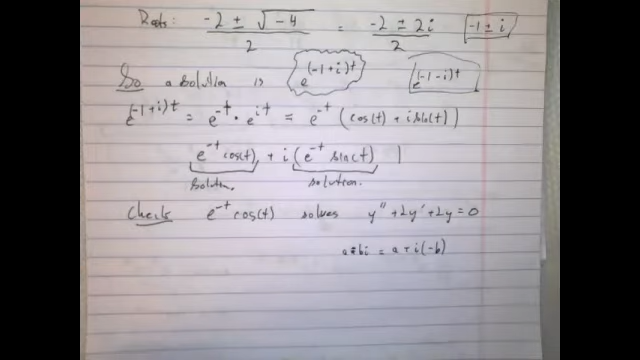 Roots: (-2 ± √-4)/2 = (-2 ± 2i)/2 -1 ± i
So a solution is e^(-1+i)t e^(-1-i)t
e^(-1+i)t = e^-t · e^it = e^-t (cos(t) + i sin(t))
e^-t cos(t) + i (e^-t sin(t))
solution. solution.
Check e^-t cos(t) solves y'' + 2y' + 2y = 0
= a + i(-b)